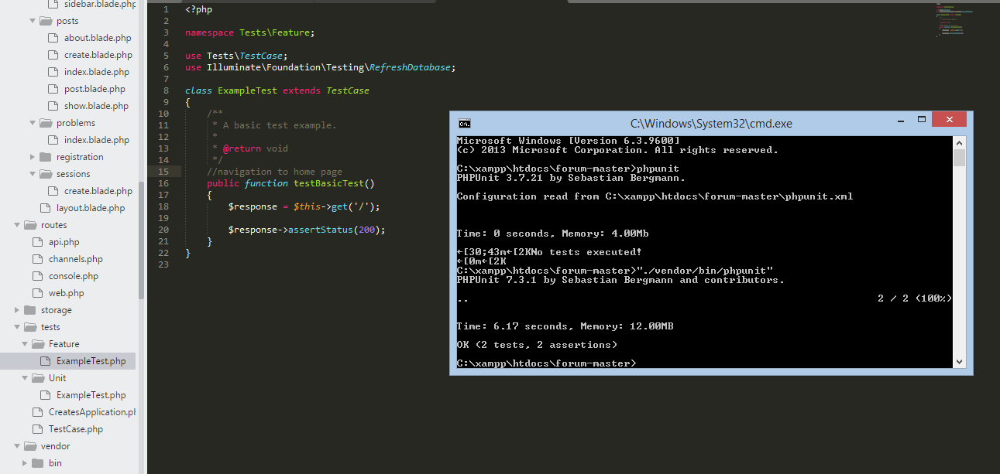 sidebar.blade.php
posts
about.blade.php
create.blade.php
index.blade.php
post.blade.php
show.blade.php
problems
index.blade.php
registration
sessions
create.blade.php
layout.blade.php
routes
api.php
channels.php
console.php
web.php
storage
tests
Feature
ExampleTest.php
Unit
ExampleTest.php
CreatesApplication.ph
TestCase.php
vendor
bin
1 <?php
2
3 namespace Tests\Feature;
4
5 use Tests\TestCase;
6 use Illuminate\Foundation\Testing\RefreshDatabase;
7
8 class ExampleTest extends TestCase
9 {
10 /**
11 * A basic test example.
12 *
13 * @return void
14 */
15 //navigation to home page
16 public function testBasicTest()
17 {
18 $response = $this->get('/');
19
20 $response->assertStatus(200);
21 }
22 }
23
C:\Windows\System32\cmd.exe
Microsoft Windows [Version 6.3.9600]
(c) 2013 Microsoft Corporation. All rights reserved.
C:\xampp\htdocs\forum-master>phpunit
PHPUnit 3.7.21 by Sebastian Bergmann.
Configuration read from C:\xampp\htdocs\forum-master\phpunit.xml
Time: 0 seconds, Memory: 4.00Mb
←[30;43m←[2KNo tests executed!
←[0m←[2K
C:\xampp\htdocs\forum-master>"./vendor/bin/phpunit"
PHPUnit 7.3.1 by Sebastian Bergmann and contributors.
.. 2 / 2 (100%)
Time: 6.17 seconds, Memory: 12.00MB
OK (2 tests, 2 assertions)
C:\xampp\htdocs\forum-master>